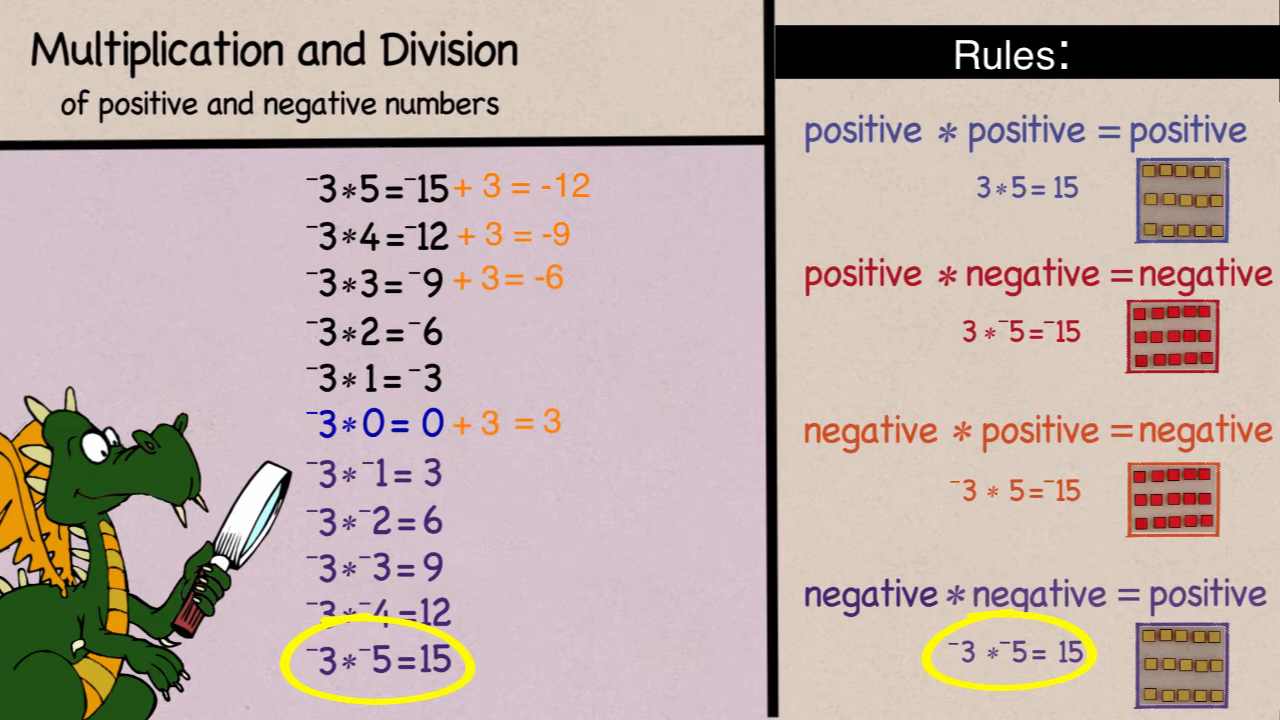 Multiplication and Division
of positive and negative numbers
⁻3*5=⁻15 + 3 = -12
⁻3*4=⁻12 + 3 = -9
⁻3*3=⁻9 + 3= -6
⁻3*2=⁻6
⁻3*1=⁻3
⁻3*0= 0 + 3 = 3
⁻3*⁻1= 3
⁻3*⁻2=6
⁻3*⁻3=9
⁻3*⁻4=12
⁻3*⁻5=15
Rules:
positive * positive = positive
3*5= 15
positive * negative = negative
3*⁻5=⁻15
negative * positive = negative
⁻3 * 5=⁻15
negative * negative = positive
⁻3 *⁻5= 15